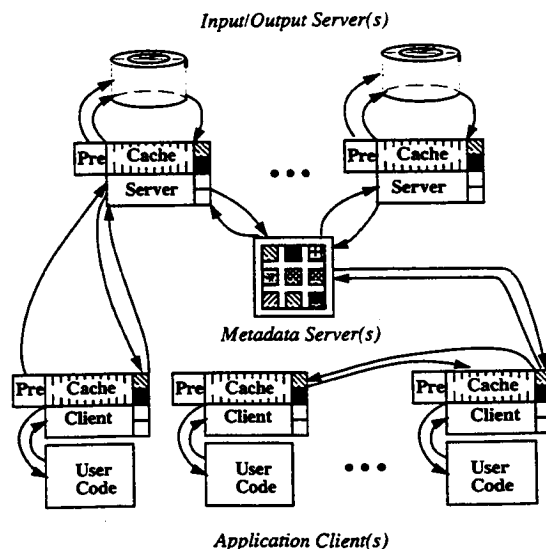 Input/Output Server(s)
Pre Cache
Server
Pre Cache
Server
Metadata Server(s)
Pre Cache
Client
User
Code
Pre Cache
Client
User
Code
Pre Cache
Client
User
Code
Application Client(s)